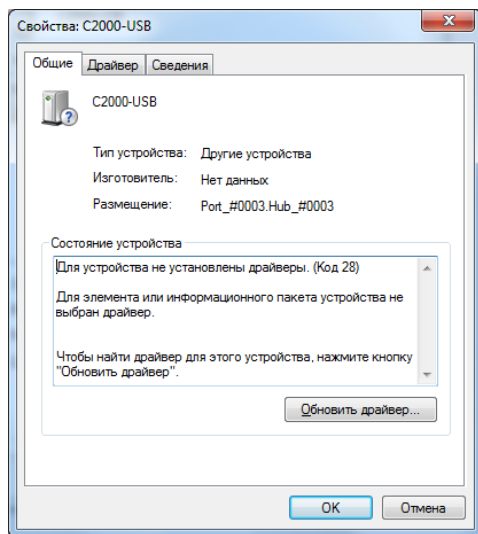 Свойства: C2000-USB
Общие Драйвер Сведения
C2000-USB
Тип устройства: Другие устройства
Изготовитель: Нет данных
Размещение: Port_#0003.Hub_#0003
Состояние устройства
Для устройства не установлены драйверы. (Код 28)
Для элемента или информационного пакета устройства не
выбран драйвер.
Чтобы найти драйвер для этого устройства, нажмите кнопку
"Обновить драйвер".
Обновить драйвер...
OK Отмена